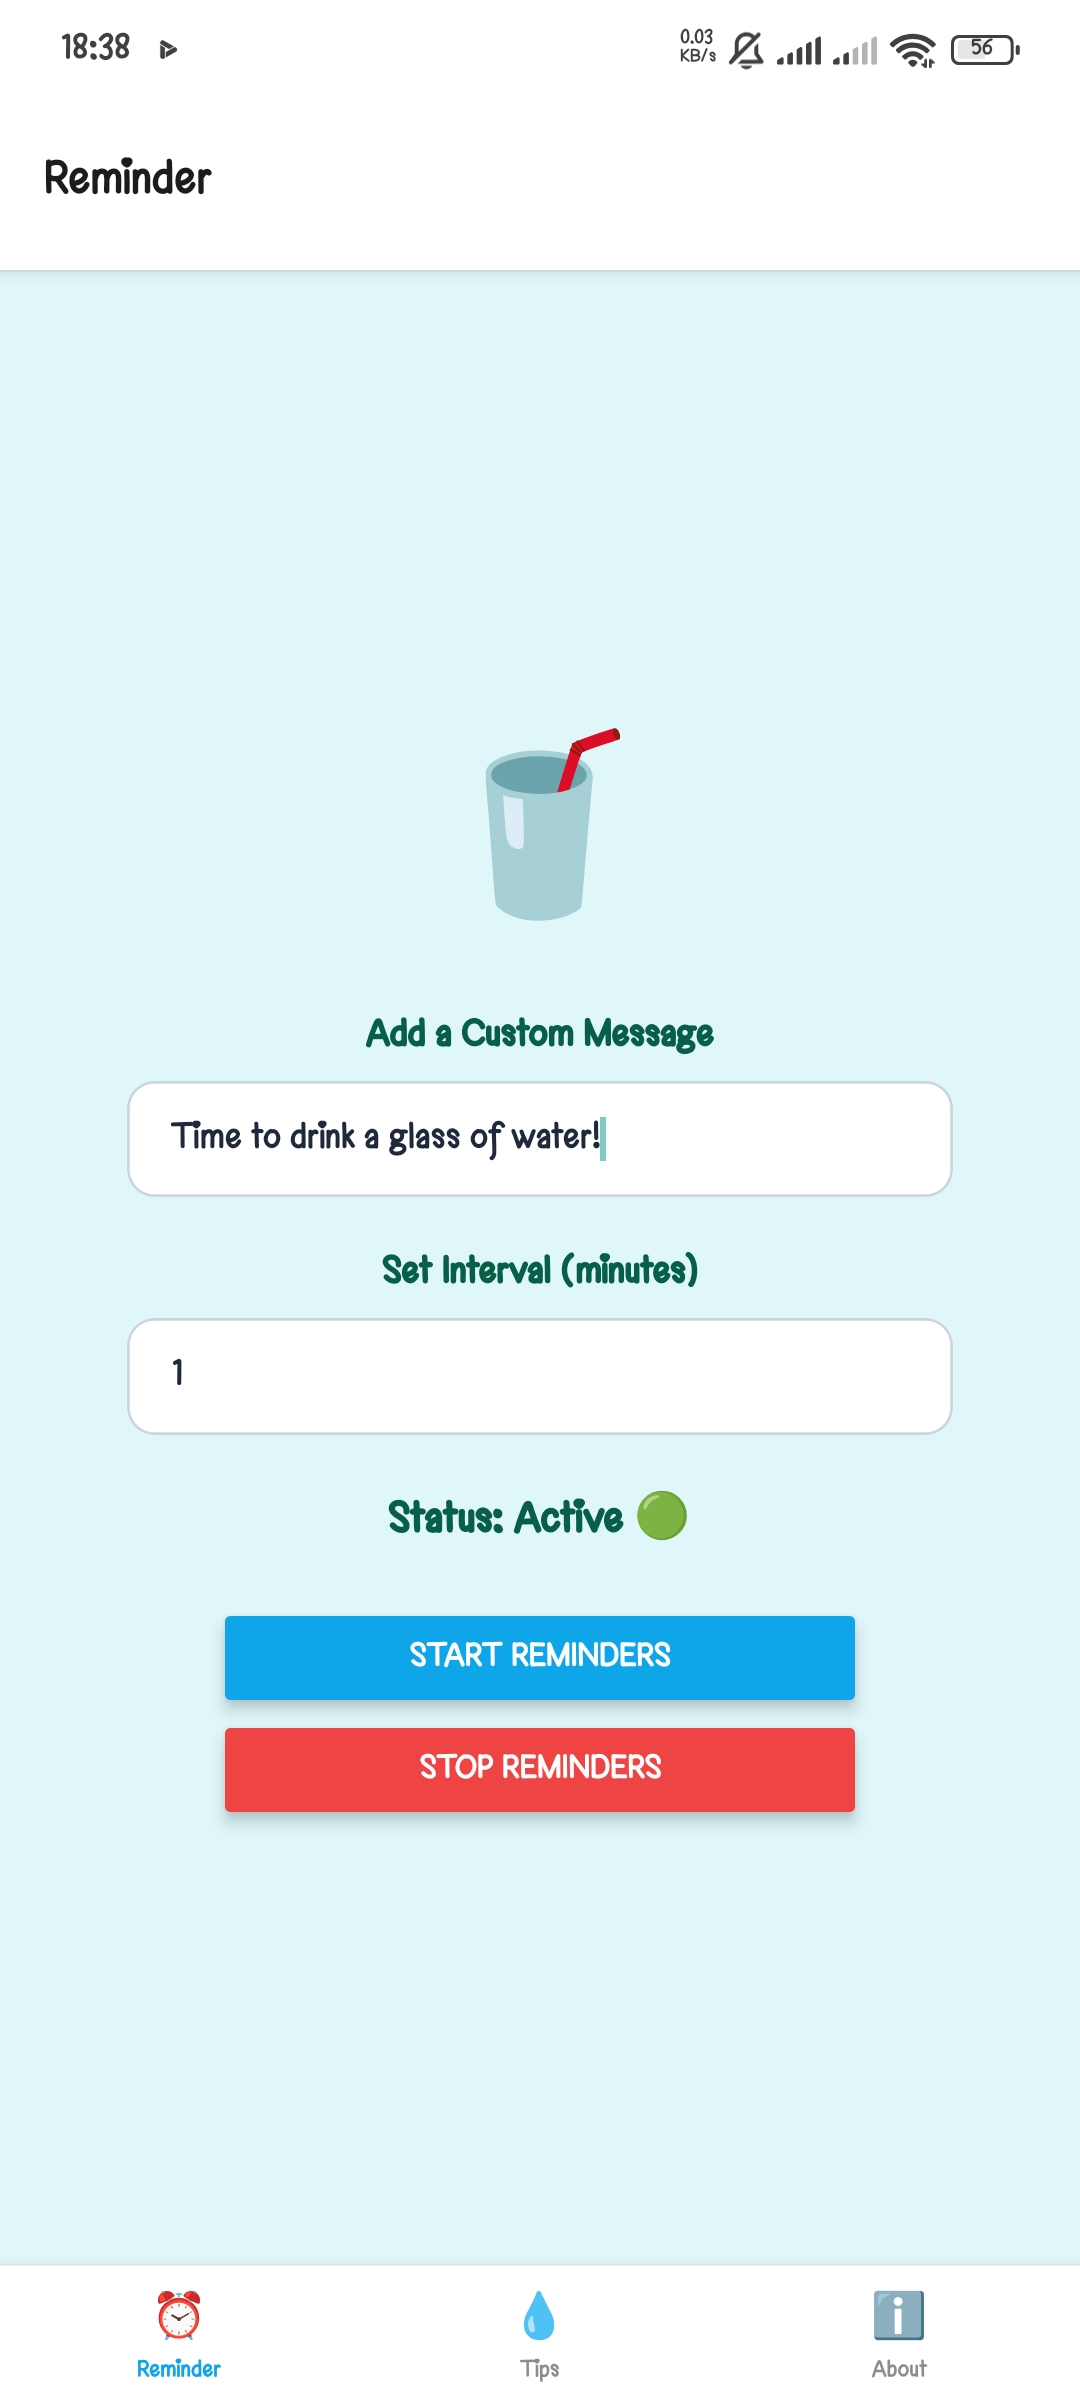 18:38
0.03
KB/s
56
Reminder
Add a Custom Message
Time to drink a glass of water!
Set Interval (minutes)
1
Status: Active
START REMINDERS
STOP REMINDERS
Reminder
Tips
About